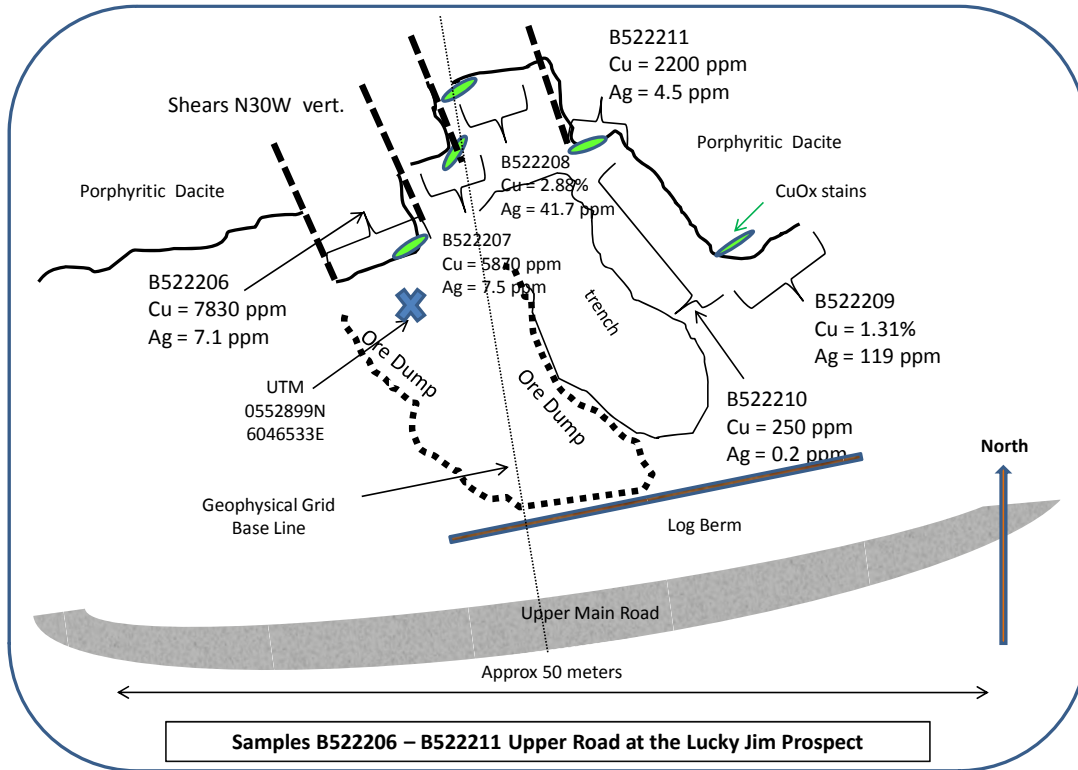 B522211
Cu = 2200 ppm
Ag = 4.5 ppm
Shears N30W vert.
Porphyritic Dacite
B522208
Cu = 2.88%
Ag = 41.7 ppm
Porphyritic Dacite
CuOx stains
B522207
Cu = 5870 ppm
Ag = 7.5 ppm
B522206
Cu = 7830 ppm
Ag = 7.1 ppm
trench
B522209
Cu = 1.31%
Ag = 119 ppm
Ore Dump
Ore Dump
UTM
0552899N
6046533E
B522210
Cu = 250 ppm
Ag = 0.2 ppm
North
Geophysical Grid
Base Line
Log Berm
Upper Main Road
Approx 50 meters
Samples B522206 – B522211 Upper Road at the Lucky Jim Prospect